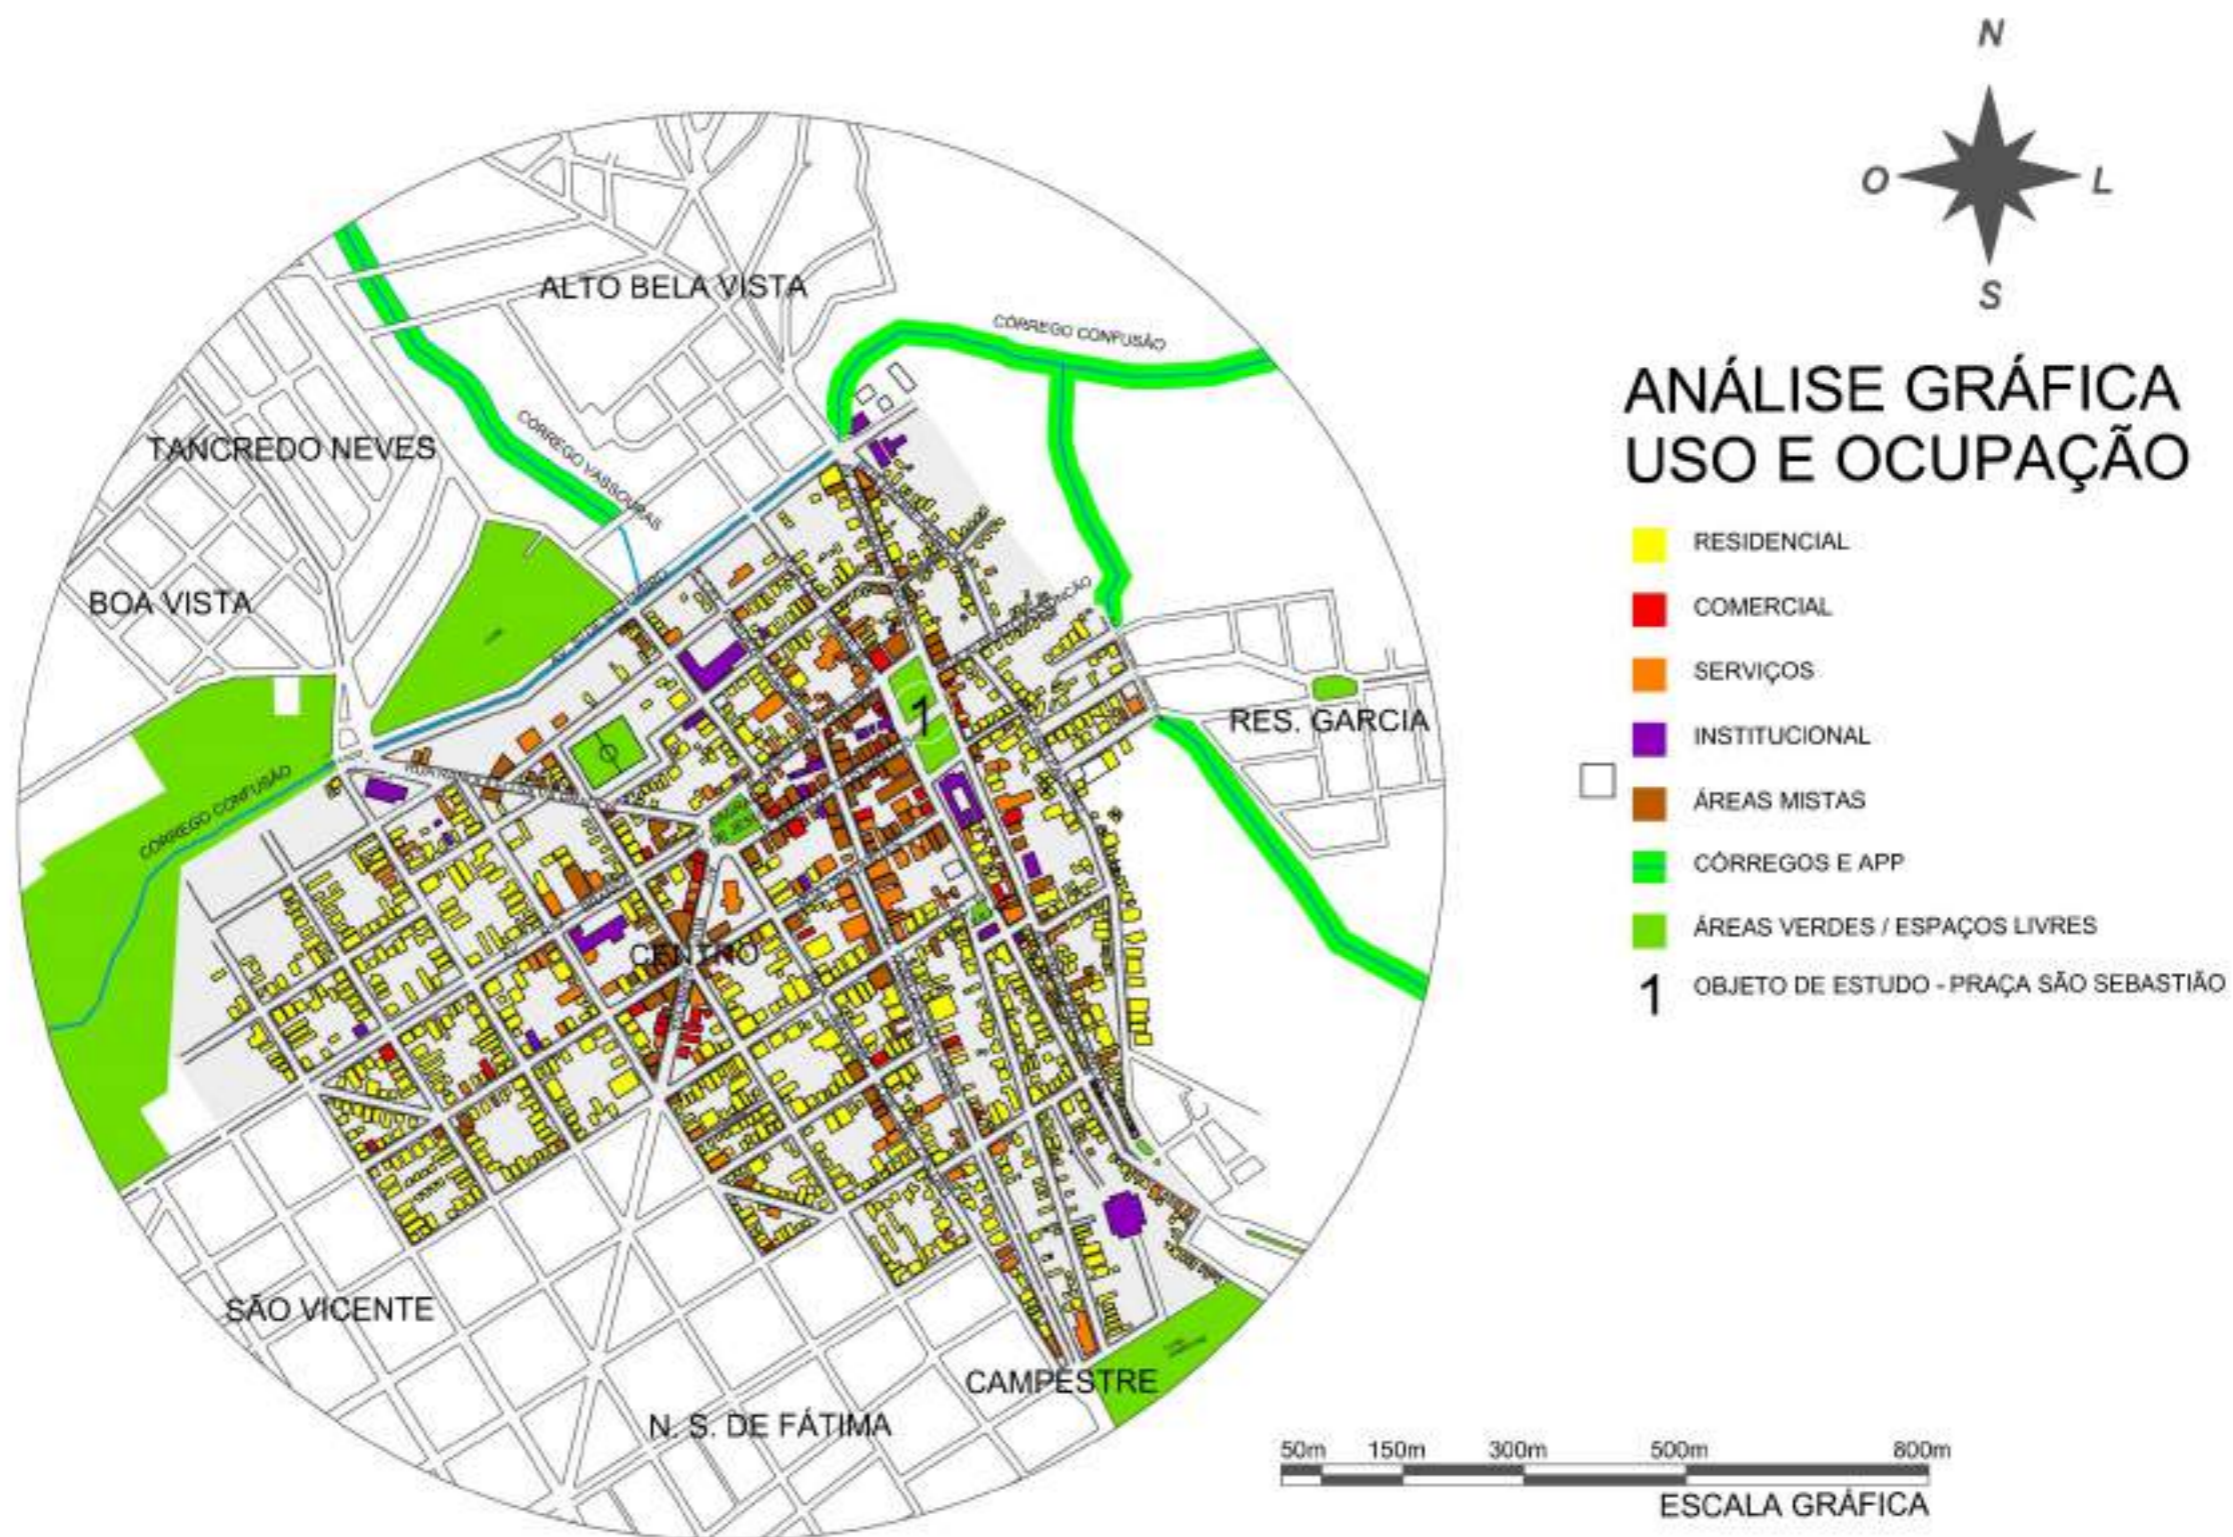 N
O
L
S
ANÁLISE GRÁFICA
USO E OCUPAÇÃO
RESIDENCIAL
COMERCIAL
SERVIÇOS
INSTITUCIONAL
ÁREAS MISTAS
CÓRREGOS E APP
ÁREAS VERDES / ESPAÇOS LIVRES
1 OBJETO DE ESTUDO - PRAÇA SÃO SEBASTIÃO
ALTO BELA VISTA
CÓRREGO CONFUSÃO
TANCREDO NEVES
CÓRREGO VASSOURAS
BOA VISTA
RES. GARCIA
1
CÓRREGO CONFUSÃO
CENTRO
SÃO VICENTE
CAMPESTRE
N. S. DE FÁTIMA
50m 150m 300m 500m 800m
ESCALA GRÁFICA